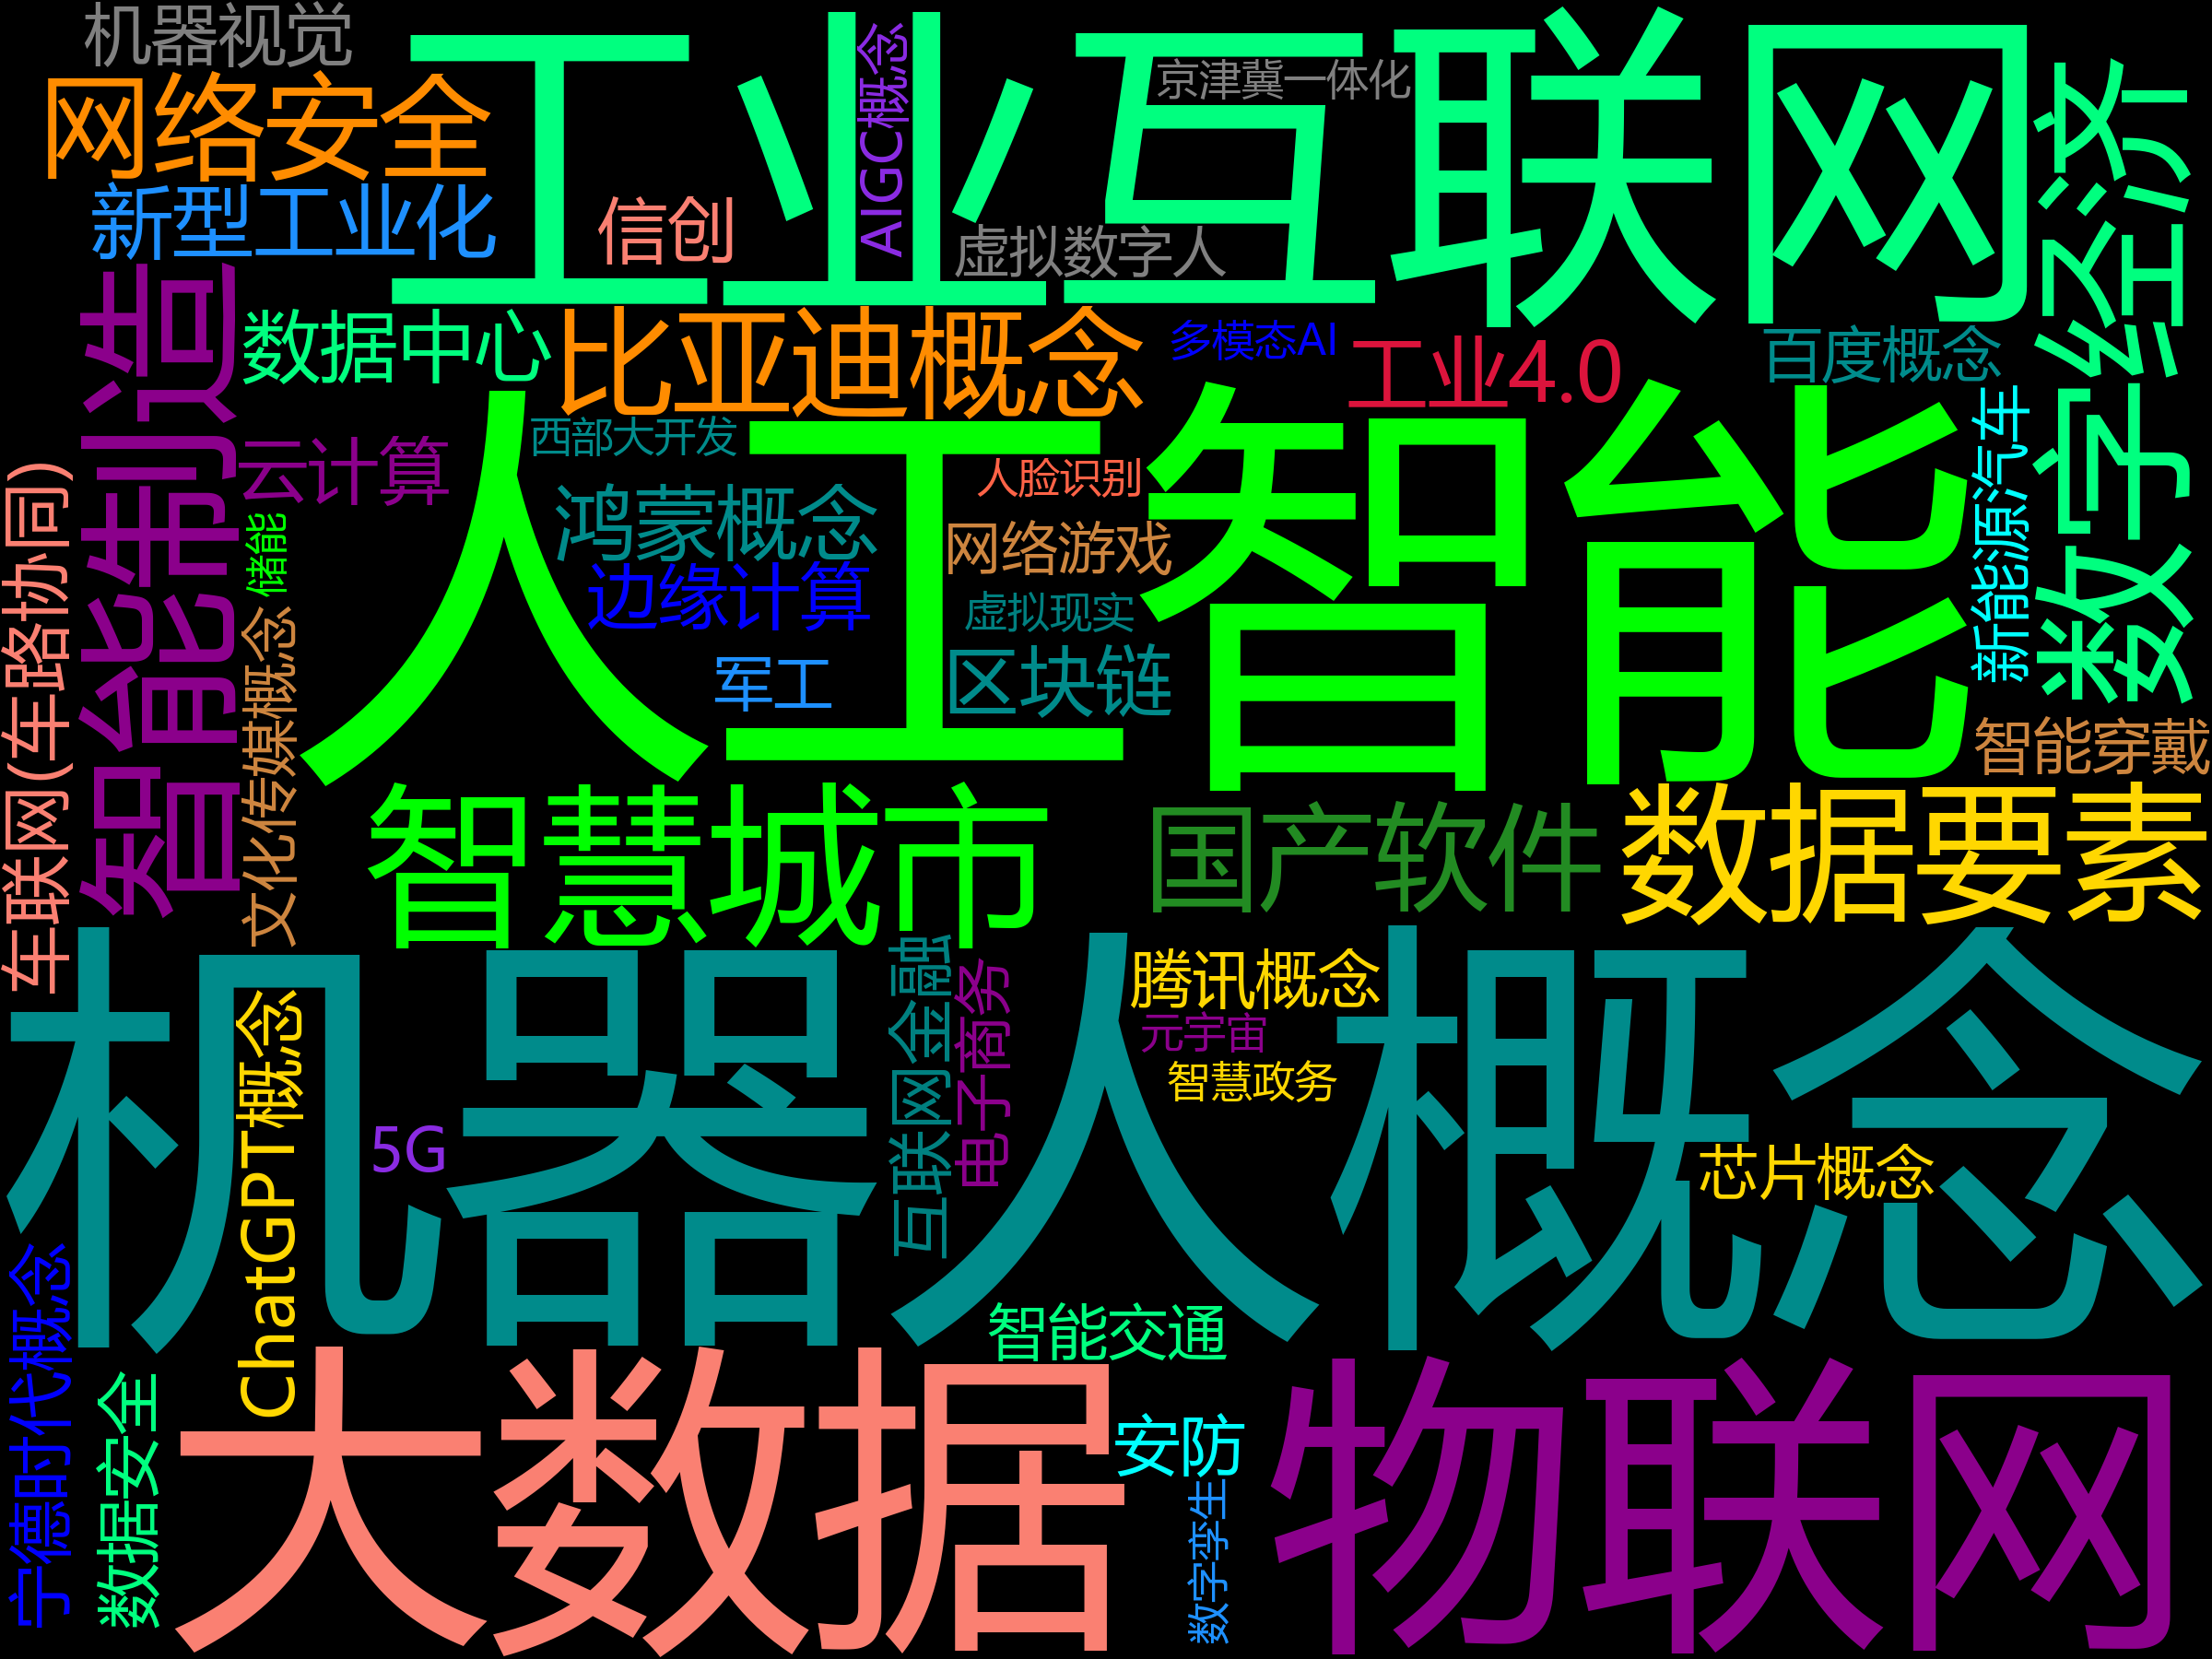 机器视觉
网络安全
新型工业化
工业互联网
AIGC概念
京津冀一体化
信创
虚拟数字人
数字经济
智能制造
数据中心
比亚迪概念
多模态AI
工业4.0
百度概念
人工智能
西部大开发
云计算
人脸识别
新能源汽车
车联网(车路协同)
储能
鸿蒙概念
网络游戏
边缘计算
虚拟现实
军工
区块链
文化传媒概念
智能穿戴
智慧城市
国产软件
数据要素
机器人概念
互联网金融
电子商务
腾讯概念
元宇宙
智慧政务
ChatGPT概念
5G
芯片概念
宁德时代概念
智能交通
数据安全
大数据
安防
数字孪生
物联网